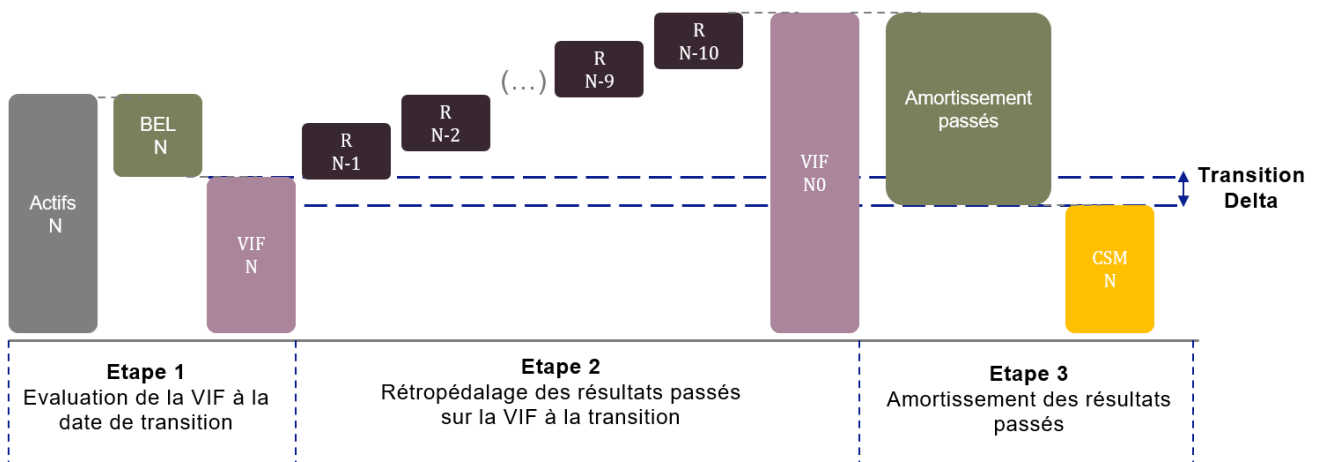 Actifs
N
BEL
N
VIF
N
R
N-1
R
N-2
(...)
R
N-9
R
N-10
VIF
N0
Amortissement
passés
CSM
N
Transition
Delta
Etape 1
Evaluation de la VIF à la
date de transition
Etape 2
Rétropédalage des résultats passés
sur la VIF à la transition
Etape 3
Amortissement des résultats
passés